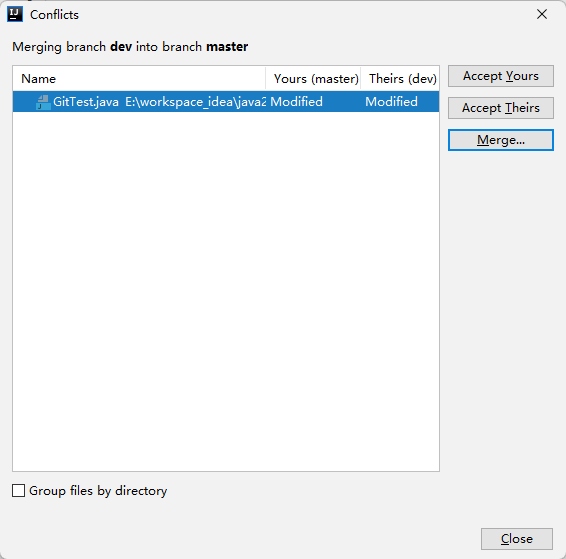 IJ Conflicts
Merging branch dev into branch master
Name Yours (master) Theirs (dev)
GitTest.java E:\workspace_idea\java2 Modified Modified
Accept Yours
Accept Theirs
Merge...
Group files by directory
Close